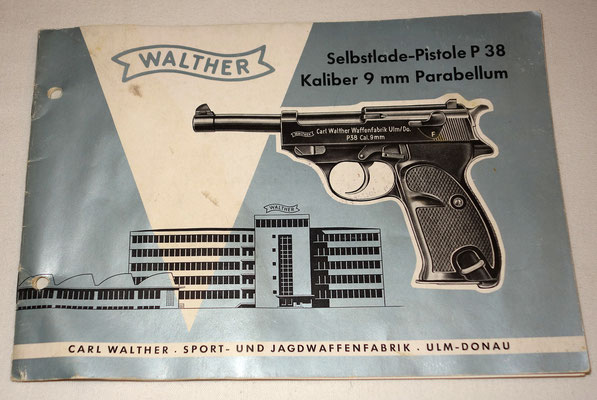 WALTHER
Selbstlade-Pistole P 38
Kaliber 9 mm Parabellum
WALTHER Carl Walther Waffenfabrik Ulm/Do.
P38 Cal.9mm
F
WALTHER
CARL WALTHER · SPORT- UND JAGDWAFFENFABRIK · ULM-DONAU